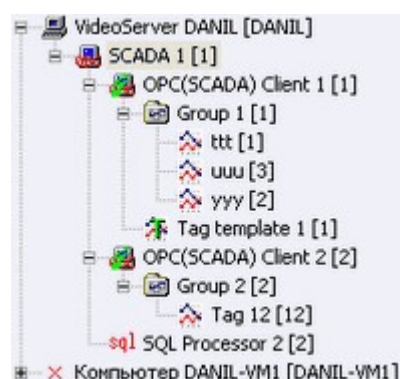 VideoServer DANIL [DANIL]
SCADA 1 [1]
OPC(SCADA) Client 1 [1]
Group 1 [1]
ttt [1]
uuu [3]
yyy [2]
Tag template 1 [1]
OPC(SCADA) Client 2 [2]
Group 2 [2]
Tag 12 [12]
sql SQL Processor 2 [2]
Компьютер DANIL-VM1 [DANIL-VM1]